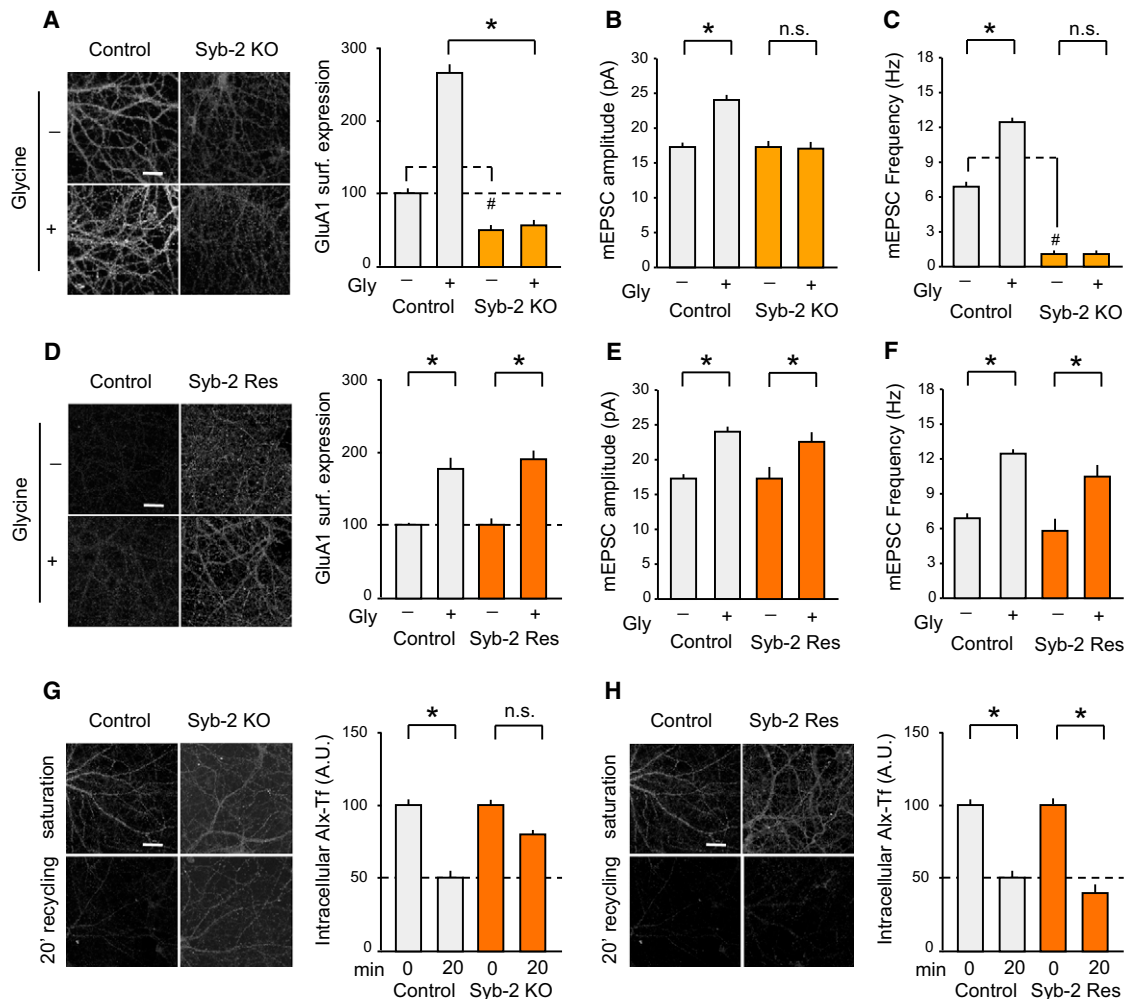 A
Control Syb-2 KO
Glycine
–
+
GluA1 surf. expression
300
200
100
0
*
#
Gly – + – +
Control Syb-2 KO
B
mEPSC amplitude (pA)
30
25
20
15
10
5
0
* n.s.
Gly – + – +
Control Syb-2 KO
C
mEPSC Frequency (Hz)
18
15
12
9
6
3
0
* n.s.
#
– + – +
Control Syb-2 KO
D
Control Syb-2 Res
Glycine
–
+
GluA1 surf. expression
300
200
100
0
* *
Gly – + – +
Control Syb-2 Res
E
mEPSC amplitude (pA)
30
25
20
15
10
5
0
* *
Gly – + – +
Control Syb-2 Res
F
mEPSC Frequency (Hz)
18
15
12
9
6
3
0
* *
– + – +
Control Syb-2 Res
G
Control Syb-2 KO
saturation
20' recycling
Intracellular Alx-Tf (A.U.)
150
100
50
0
* n.s.
min 0 20 0 20
Control Syb-2 KO
H
Control Syb-2 Res
saturation
20' recycling
Intracellular Alx-Tf (A.U.)
150
100
50
0
* *
min 0 20 0 20
Control Syb-2 Res